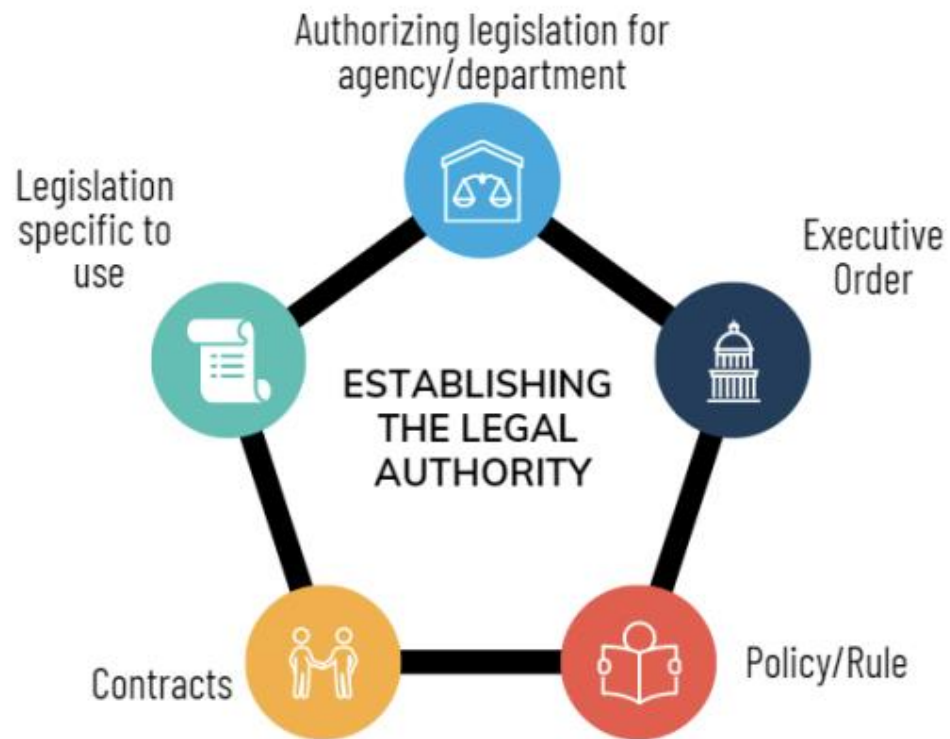 Authorizing legislation for
agency/department
Legislation
specific to
use
Executive
Order
ESTABLISHING
THE LEGAL
AUTHORITY
Contracts
Policy/Rule